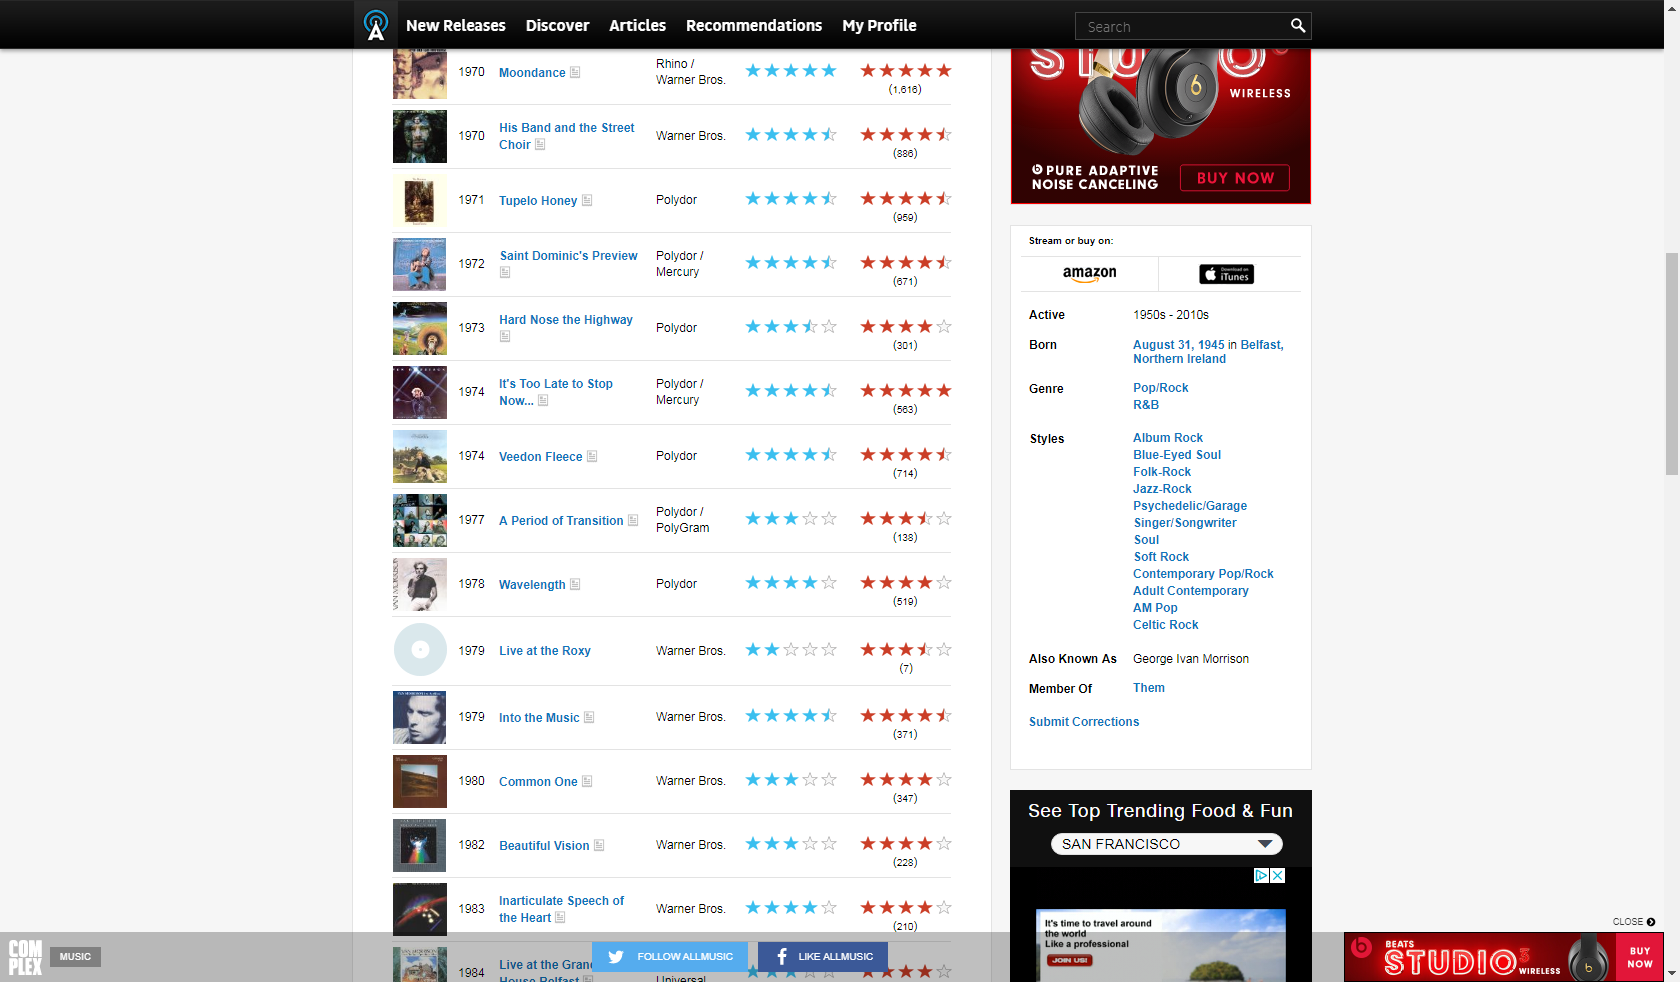 New Releases
Discover
Articles
Recommendations
My Profile
Search
1970
Moondance
Rhino /
Warner Bros.
(1,616)
1970
His Band and the Street
Choir
Warner Bros.
(886)
1971
Tupelo Honey
Polydor
(959)
1972
Saint Dominic's Preview
Polydor /
Mercury
(671)
1973
Hard Nose the Highway
Polydor
(301)
1974
It's Too Late to Stop
Now...
Polydor /
Mercury
(563)
1974
Veedon Fleece
Polydor
(714)
1977
A Period of Transition
Polydor /
PolyGram
(138)
1978
Wavelength
Polydor
(519)
1979
Live at the Roxy
Warner Bros.
(7)
1979
Into the Music
Warner Bros.
(371)
1980
Common One
Warner Bros.
(347)
1982
Beautiful Vision
Warner Bros.
(228)
1983
Inarticulate Speech of
the Heart
Warner Bros.
(210)
1984
Live at the Grand
House Belfast
Universal
STUDIO3
WIRELESS
PURE ADAPTIVE
NOISE CANCELING
BUY NOW
Stream or buy on:
amazon
Download on
iTunes
Active
1950s - 2010s
Born
August 31, 1945 in Belfast,
Northern Ireland
Genre
Pop/Rock
R&B
Styles
Album Rock
Blue-Eyed Soul
Folk-Rock
Jazz-Rock
Psychedelic/Garage
Singer/Songwriter
Soul
Soft Rock
Contemporary Pop/Rock
Adult Contemporary
AM Pop
Celtic Rock
Also Known As
George Ivan Morrison
Member Of
Them
Submit Corrections
See Top Trending Food & Fun
SAN FRANCISCO
It's time to travel around
the world
Like a professional
JOIN US!
CLOSE
COM
PLEX
MUSIC
FOLLOW ALLMUSIC
LIKE ALLMUSIC
BEATS
STUDIO3
WIRELESS
BUY
NOW